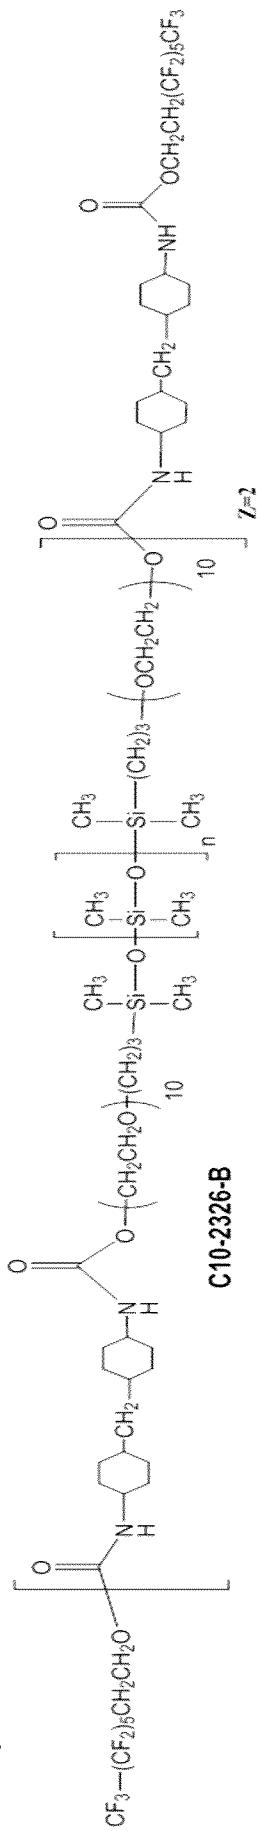 CF₃—(CF₂)₅CH₂CH₂O
O
N
H
CH₂
N
H
O
O
CH₂CH₂O
10
(CH₂)₃
CH₃
Si
CH₃
O
CH₃
Si
CH₃
O
n
CH₃
Si
CH₃
(CH₂)₃
OCH₂CH₂
10
O
O
Z=2
N
H
CH₂
NH
O
OCH₂CH₂(CF₂)₅CF₃
C10-2326-B